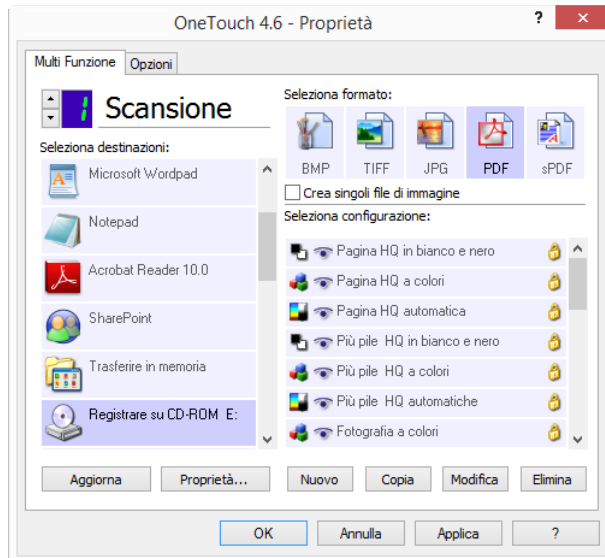 OneTouch 4.6 - Proprietà
? ×
Multi Funzione
Opzioni
1 Scansione
Seleziona destinazioni:
Microsoft Wordpad
Notepad
Acrobat Reader 10.0
SharePoint
Trasferire in memoria
Registrare su CD-ROM E:
Aggiorna
Proprietà...
Seleziona formato:
BMP TIFF JPG PDF sPDF
Crea singoli file di immagine
Seleziona configurazione:
Pagina HQ in bianco e nero
Pagina HQ a colori
Pagina HQ automatica
Più pile HQ in bianco e nero
Più pile HQ a colori
Più pile HQ automatiche
Fotografia a colori
Nuovo
Copia
Modifica
Elimina
OK
Annulla
Applica
?